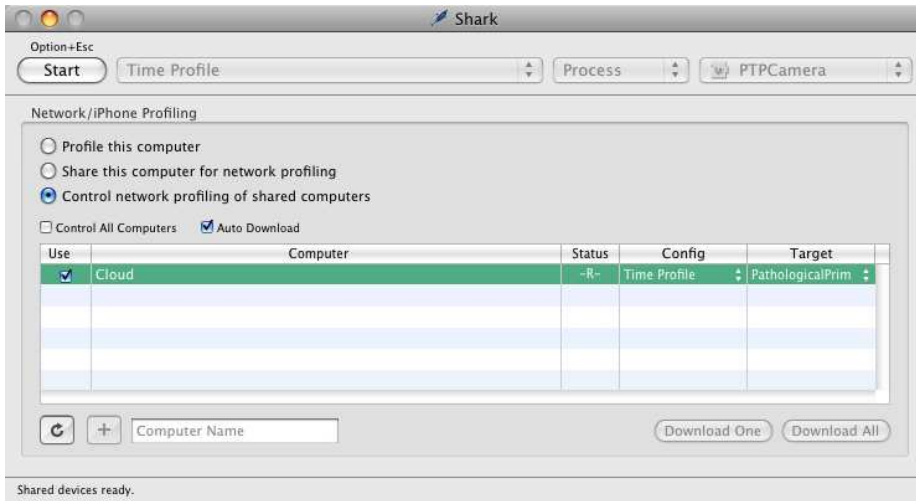 Shark
Option+Esc
Start Time Profile Process PTPCamera
Network/iPhone Profiling
Profile this computer
Share this computer for network profiling
Control network profiling of shared computers
Control All Computers Auto Download
Use Computer Status Config Target
Cloud -R- Time Profile PathologicalPrim
+ Computer Name Download One Download All
Shared devices ready.